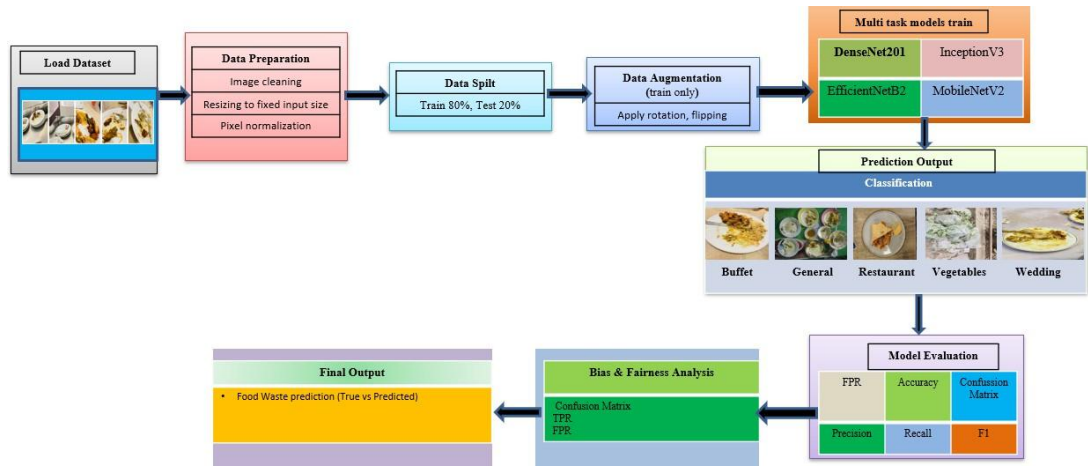 Load Dataset
Data Preparation
Image cleaning
Resizing to fixed input size
Pixel normalization
Data Spilt
Train 80%, Test 20%
Data Augmentation
(train only)
Apply rotation, flipping
Multi task models train
DenseNet201
InceptionV3
EfficientNetB2
MobileNetV2
Prediction Output
Classification
Buffet
General
Restaurant
Vegetables
Wedding
Model Evaluation
FPR
Accuracy
Confussion
Matrix
Precision
Recall
F1
Bias & Fairness Analysis
Confusion Matrix
TPR
FPR
Final Output
• Food Waste prediction (True vs Predicted)